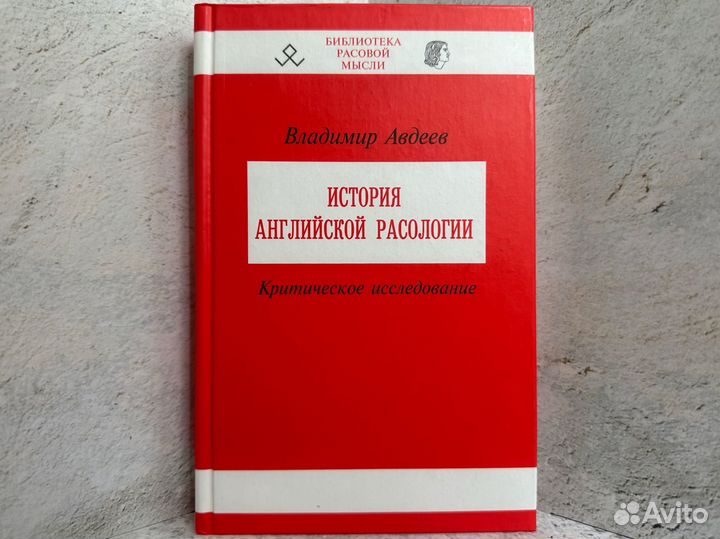 БИБЛИОТЕКА
РАСОВОЙ
МЫСЛИ
Владимир Авдеев
ИСТОРИЯ
АНГЛИЙСКОЙ РАСОЛОГИИ
Критическое исследование
Avito